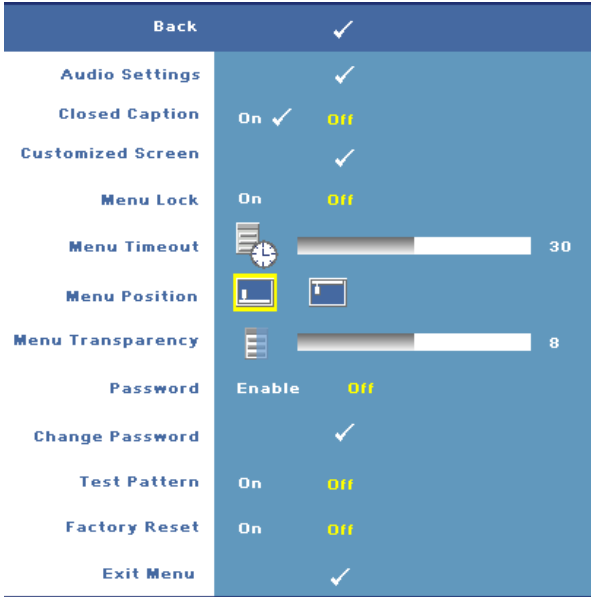 Back ✓
Audio Settings ✓
Closed Caption On ✓ Off
Customized Screen ✓
Menu Lock On Off
Menu Timeout 30
Menu Position
Menu Transparency 8
Password Enable Off
Change Password ✓
Test Pattern On Off
Factory Reset On Off
Exit Menu ✓